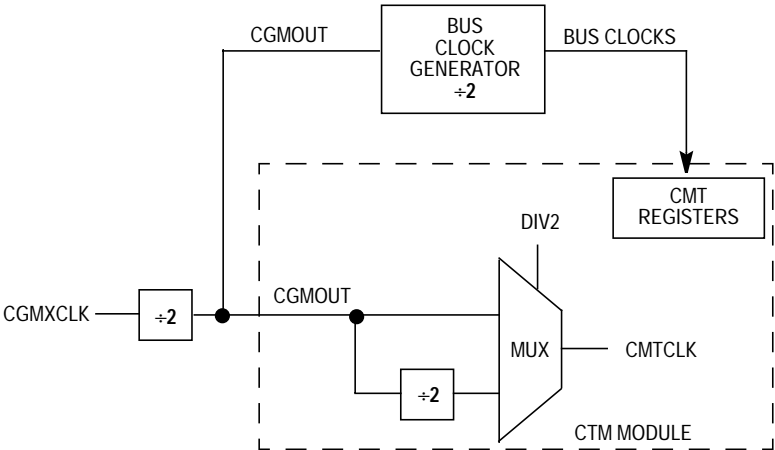 CGMOUT
BUS
CLOCK
GENERATOR
÷2
BUS CLOCKS
CMT
REGISTERS
DIV2
CGMOUT
CGMXCLK
÷2
MUX
CMTCLK
÷2
CTM MODULE